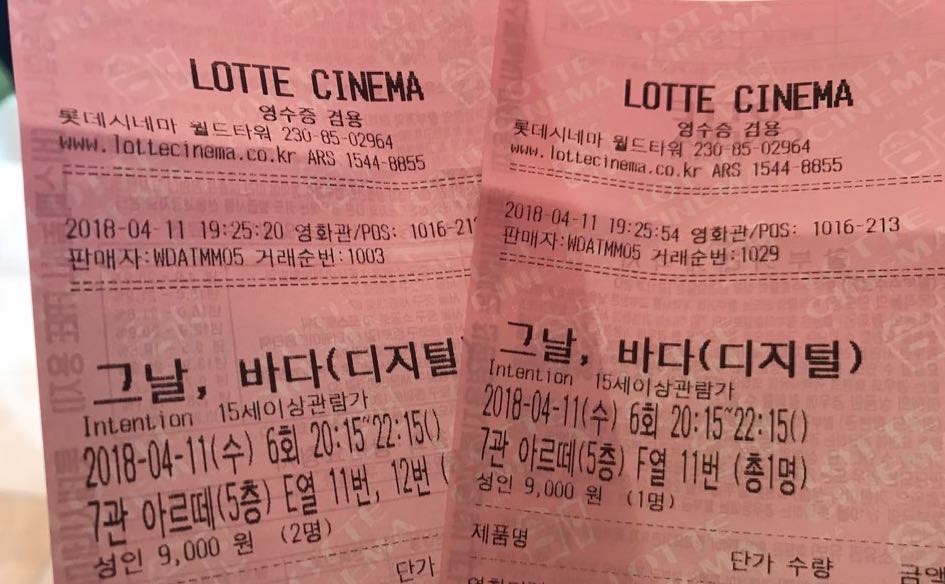 LOTTE CINEMA
영수증 겸용
롯데시네마 월드타워 230-85-02964
www.lottecinema.co.kr ARS 1544-8855
2018-04-11 19:25:20 영화관/POS: 1016-21
판매자:WDATMM05 거래순번:1003
그날, 바다(디지털
Intention 15세이상관람가
2018-04-11(수) 6회 20:15~22:15()
7관 아르떼(5층) E열 11번, 12번 (
성인 9,000 원 (2명)
단가
LOTTE CINEMA
영수증 겸용
롯데시네마 월드타워 230-85-02964
www.lottecinema.co.kr ARS 1544-8855
2018-04-11 19:25:54 영화관/POS: 1016-213
판매자:WDATMM05 거래순번:1029
그날, 바다(디지털)
Intention 15세이상관람가
2018-04-11(수) 6회 20:15~22:15()
7관 아르떼(5층) F열 11번 (총1명)
성인 9,000 원 (1명)
제품명
단가 수량 금액